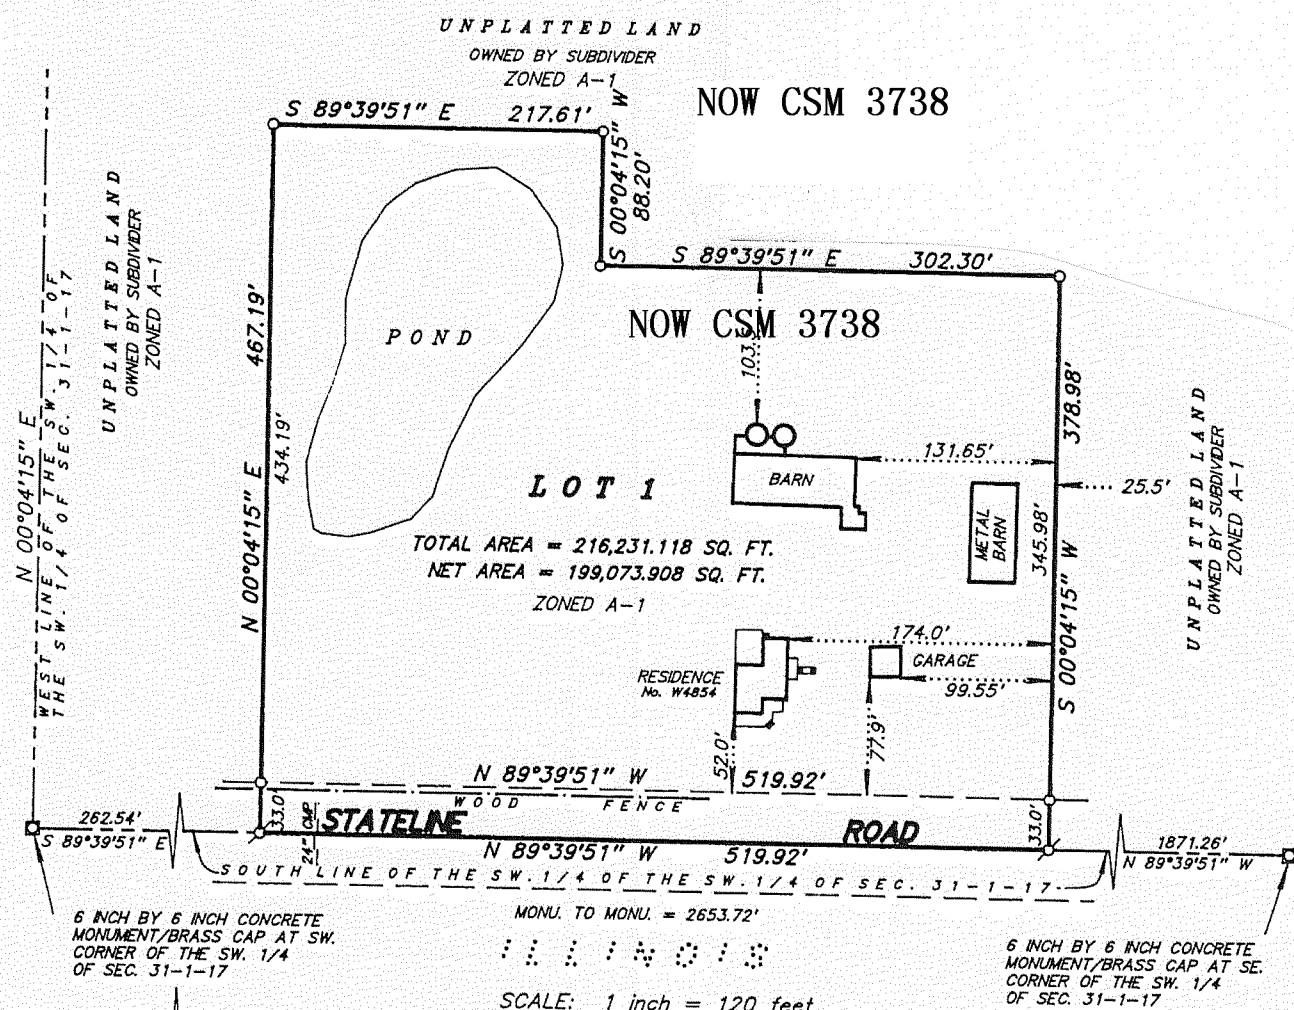 UNPLATTED LAND
OWNED BY SUBDIVIDER
ZONED A-1
NOW CSM 3738
S 89°39'51" E 217.61'
S 00°04'15" W
88.20'
S 89°39'51" E 302.30'
NOW CSM 3738
UNPLATTED LAND
OWNED BY SUBDIVIDER
ZONED A-1
N 00°04'15" E
WEST LINE OF THE SW.1/4 OF
THE SW.1/4 OF SEC. 31-1-17
N 00°04'15" E 467.19'
434.19'
POND
103.5'
131.65'
BARN
25.5'
METAL
BARN
378.98'
345.98'
S 00°04'15" W
UNPLATTED LAND
OWNED BY SUBDIVIDER
ZONED A-1
LOT 1
TOTAL AREA = 216,231.118 SQ. FT.
NET AREA = 199,073.908 SQ. FT.
ZONED A-1
174.0'
RESIDENCE
No. W4854
GARAGE
99.55'
52.0'
77.9'
N 89°39'51" W 519.92'
WOOD FENCE
33.0'
24" CMP
STATELINE ROAD
33.0'
262.54'
S 89°39'51" E
N 89°39'51" W 519.92'
1871.26'
N 89°39'51" W
SOUTH LINE OF THE SW.1/4 OF THE SW.1/4 OF SEC. 31-1-17
MONU. TO MONU. = 2653.72'
6 INCH BY 6 INCH CONCRETE
MONUMENT/BRASS CAP AT SW.
CORNER OF THE SW. 1/4
OF SEC. 31-1-17
ILLINOIS
6 INCH BY 6 INCH CONCRETE
MONUMENT/BRASS CAP AT SE.
CORNER OF THE SW. 1/4
OF SEC. 31-1-17
SCALE: 1 inch = 120 feet